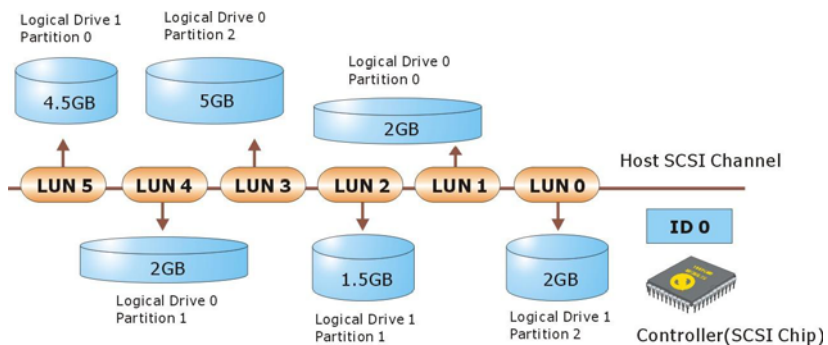 Logical Drive 1
Partition 0
Logical Drive 0
Partition 2
Logical Drive 0
Partition 0
4.5GB
5GB
2GB
Host SCSI Channel
LUN 5
LUN 4
LUN 3
LUN 2
LUN 1
LUN 0
ID 0
2GB
1.5GB
2GB
Logical Drive 0
Partition 1
Logical Drive 1
Partition 1
Logical Drive 1
Partition 2
Controller(SCSI Chip)